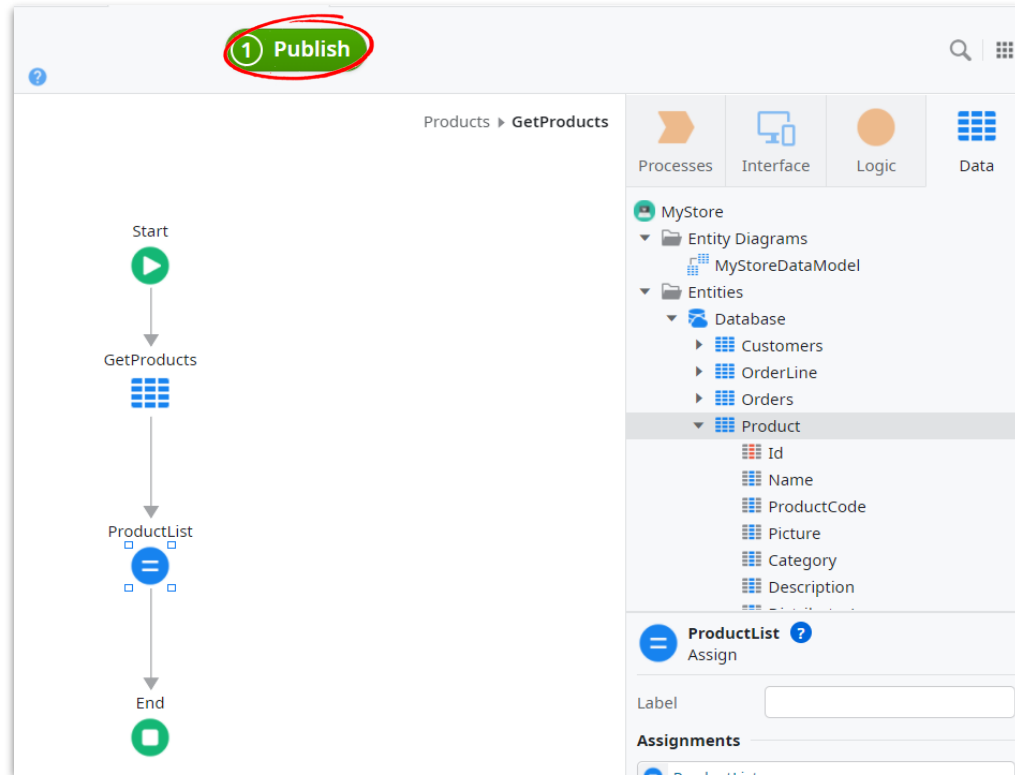 1 Publish
?
Products GetProducts
Processes
Interface
Logic
Data
MyStore
Entity Diagrams
MyStoreDataModel
Entities
Database
Customers
OrderLine
Orders
Product
Id
Name
ProductCode
Picture
Category
Description
Start
GetProducts
ProductList
End
ProductList ?
Assign
Label
Assignments